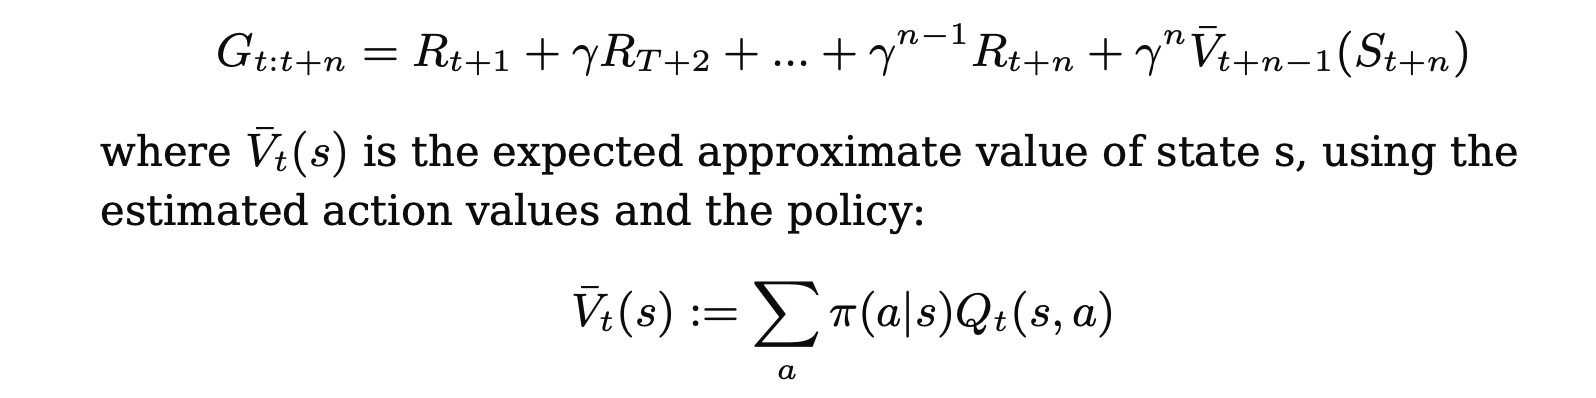 G_{t:t+n} = R_{t+1} + γR_{T+2} + ... + γ^{n−1}R_{t+n} + γ^n V̄_{t+n−1}(S_{t+n})
where V̄_t(s) is the expected approximate value of state s, using the
estimated action values and the policy:
V̄_t(s) := ∑_a π(a|s)Q_t(s, a)